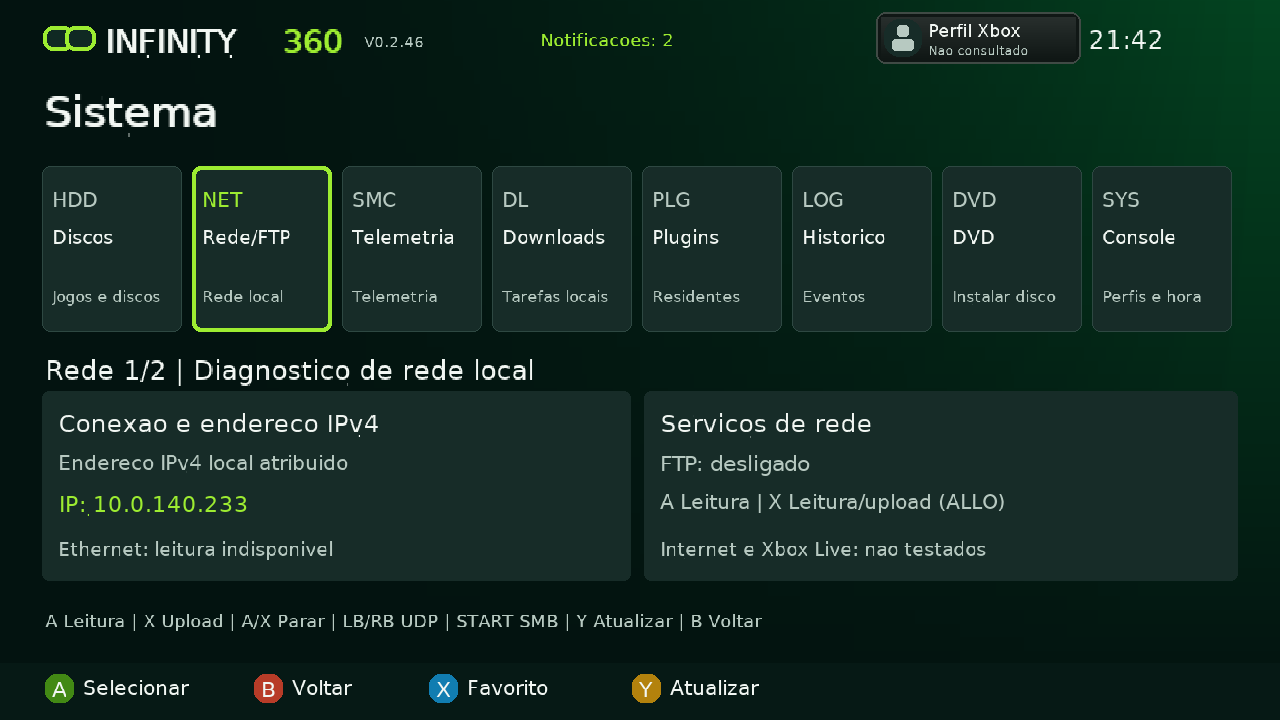 INFINITY 360 V0.2.46 Notificacoes: 2 Perfil Xbox 21:42
Nao consultado
Sistema
HDD NET SMC DL PLG LOG DVD SYS
Discos Rede/FTP Telemetria Downloads Plugins Historico DVD Console
Jogos e discos Rede local Telemetria Tarefas locais Residentes Eventos Instalar disco Perfis e hora
Rede 1/2 | Diagnostico de rede local
Conexao e endereco IPv4
Endereco IPv4 local atribuido
IP: 10.0.140.233
Ethernet: leitura indisponivel
Servicos de rede
FTP: desligado
A Leitura | X Leitura/upload (ALLO)
Internet e Xbox Live: nao testados
A Leitura | X Upload | A/X Parar | LB/RB UDP | START SMB | Y Atualizar | B Voltar
A Selecionar B Voltar X Favorito Y Atualizar